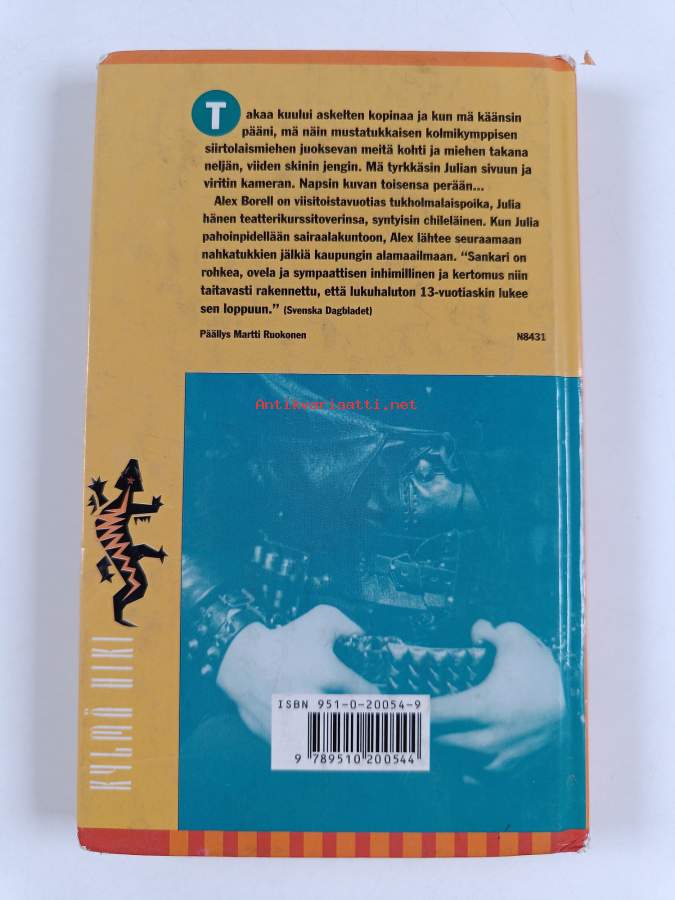 Takaa kuului askelten kopinaa ja kun mä käänsin
pääni, mä näin mustatukkaisen kolmikymppisen
siirtolaismiehen juoksevan meitä kohti ja miehen takana
neljän, viiden skinin jengin. Mä tyrkkäsin Julian sivuun ja
viritin kameran. Napsin kuvan toisensa perään...
Alex Borell on viisitoistavuotias tukholmalaispoika, Julia
hänen teatterikurssitoverinsa, syntyisin chileläinen. Kun Julia
pahoinpidellään sairaalakuntoon, Alex lähtee seuraamaan
nahkatukkien jälkiä kaupungin alamaailmaan. "Sankari on
rohkea, ovela ja sympaattisen inhimillinen ja kertomus niin
taitavasti rakennettu, että lukuhaluton 13-vuotiaskin lukee
sen loppuun." (Svenska Dagbladet)
Päällys Martti Ruokonen N8431
Antikvariaatti.net
KYLMÄ HIKI
ISBN 951-0-20054-9
9 789510 200544